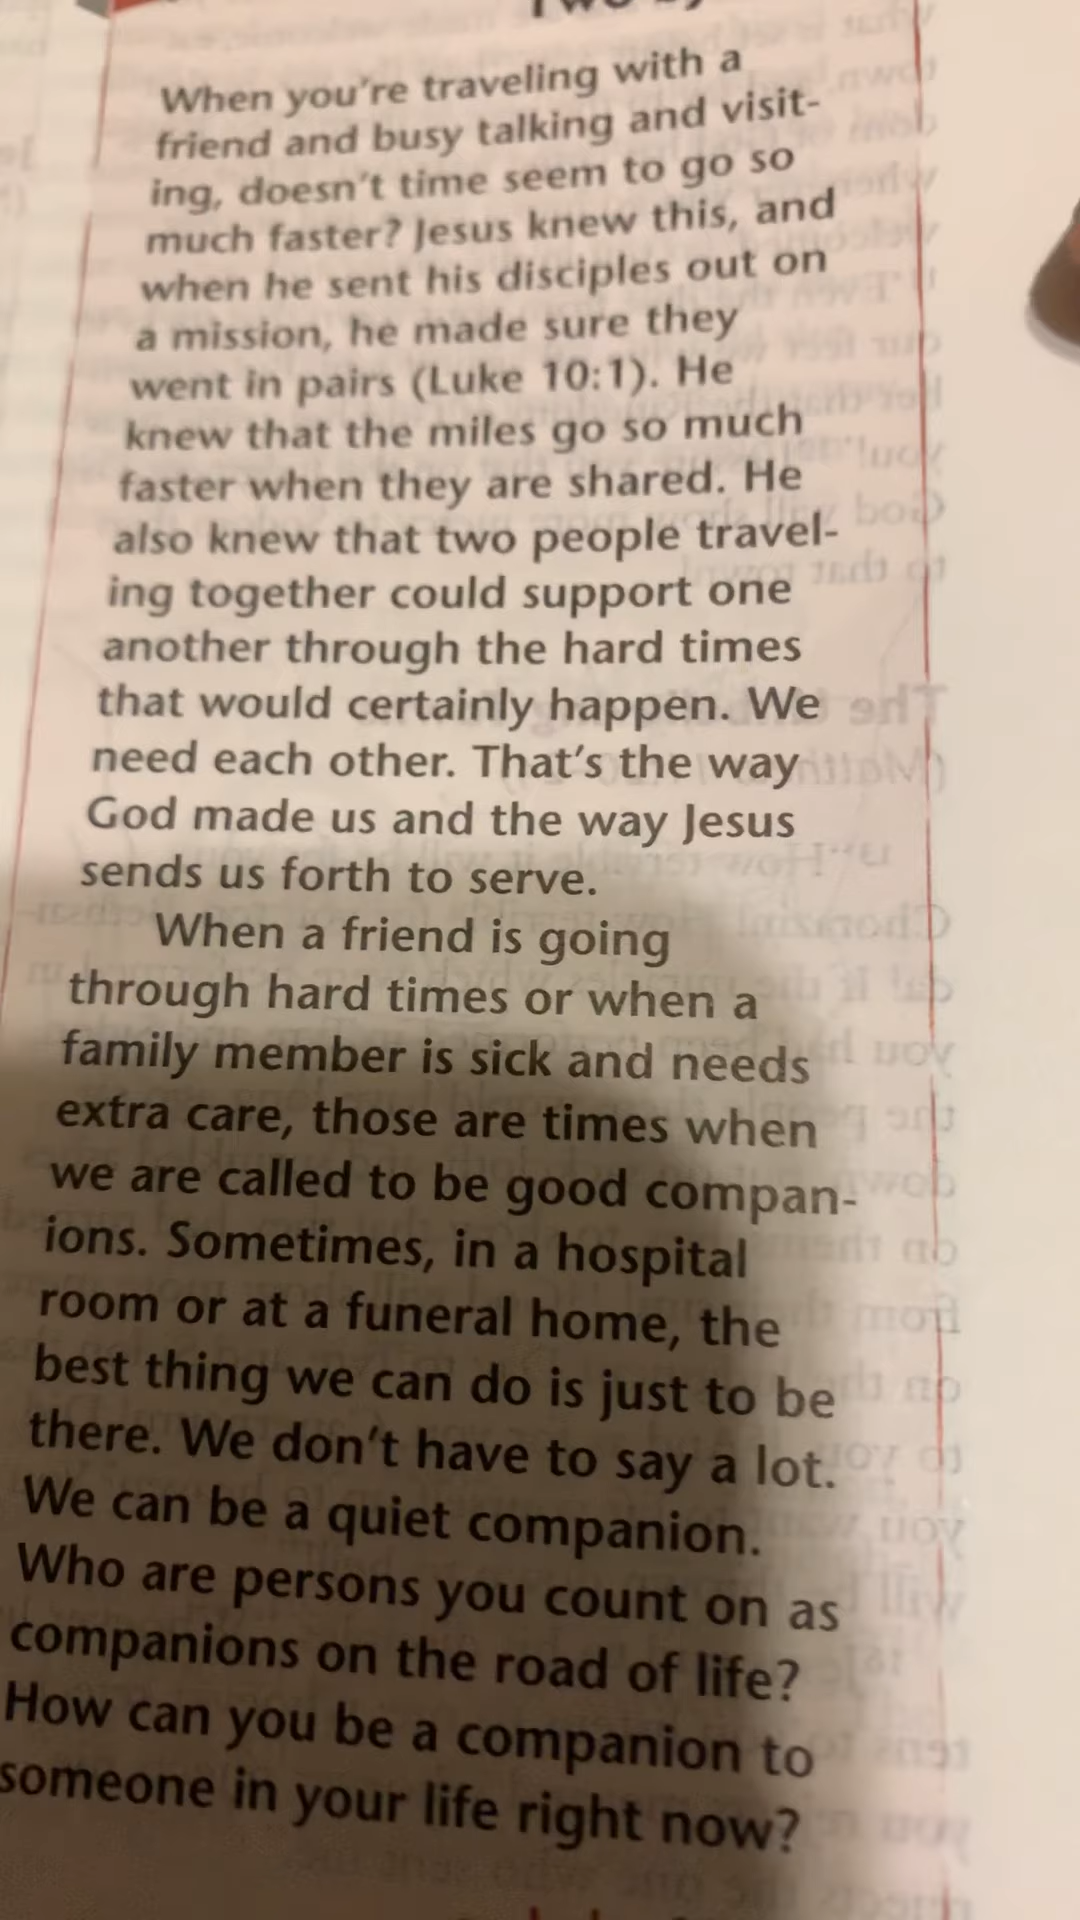 When you're traveling with a
friend and busy talking and visit-
ing, doesn't time seem to go so
much faster? Jesus knew this, and
when he sent his disciples out on
a mission, he made sure they
went in pairs (Luke 10:1). He
knew that the miles go so much
faster when they are shared. He
also knew that two people travel-
ing together could support one
another through the hard times
that would certainly happen. We
need each other. That's the way
God made us and the way Jesus
sends us forth to serve.
When a friend is going
through hard times or when a
family member is sick and needs
extra care, those are times when
we are called to be good compan-
ions. Sometimes, in a hospital
room or at a funeral home, the
best thing we can do is just to be
there. We don't have to say a lot.
We can be a quiet companion.
Who are persons you count on as
companions on the road of life?
How can you be a companion to
someone in your life right now?